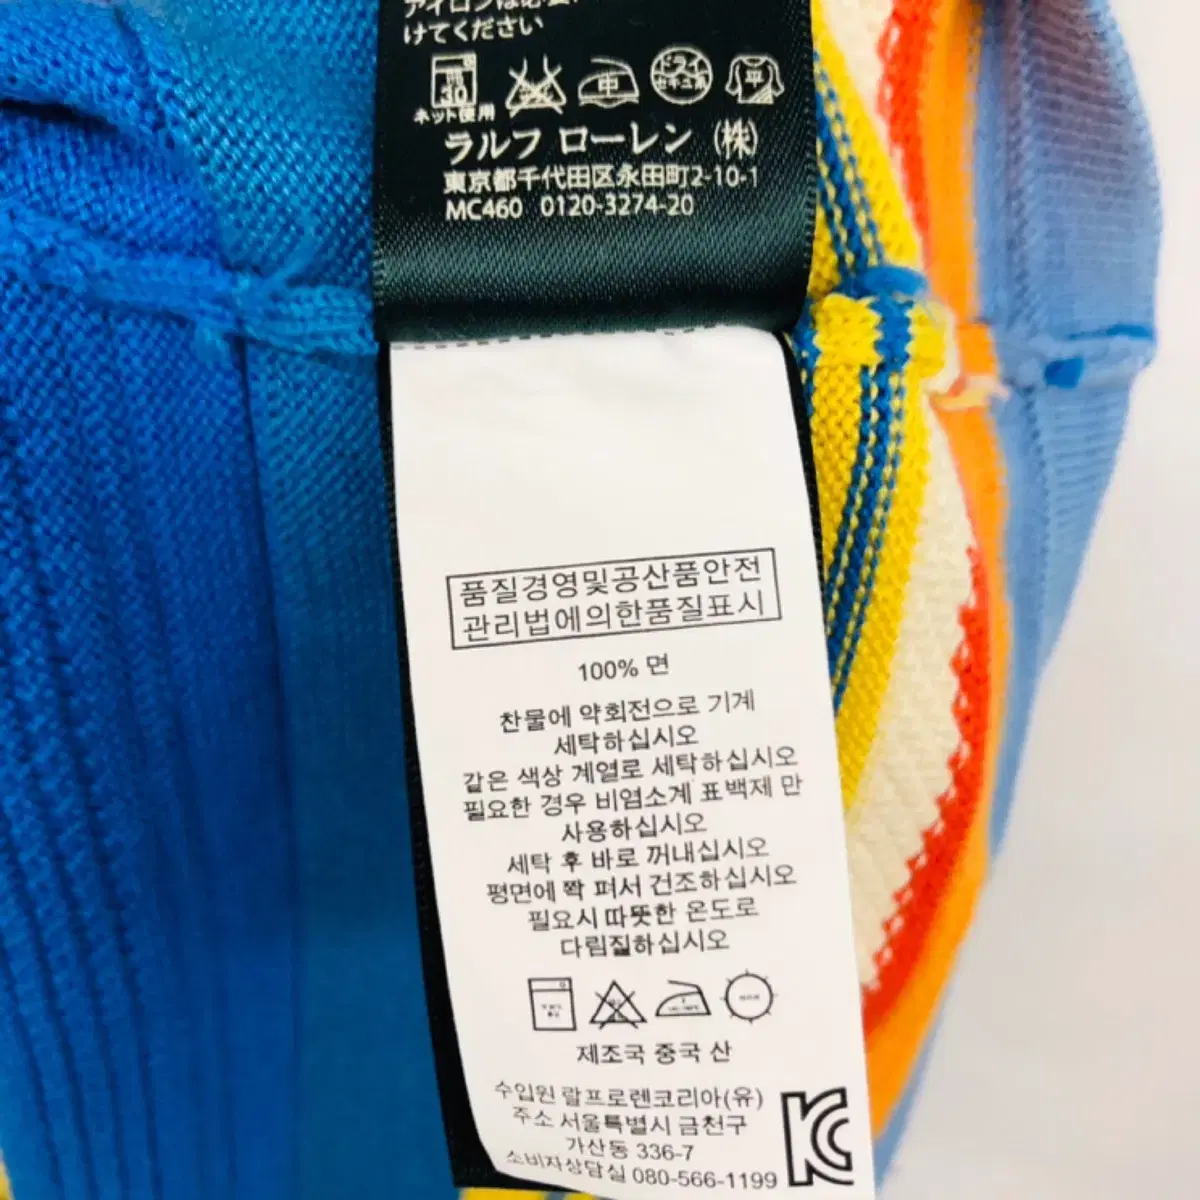 けてください
30
ネット使用
中
ドライ
平
ラルフ ローレン (株)
東京都千代田区永田町2-10-1
MC460 0120-3274-20
품질경영및공산품안전
관리법에의한품질표시
100% 면
찬물에 약회전으로 기계
세탁하십시오
같은 색상 계열로 세탁하십시오
필요한 경우 비염소계 표백제 만
사용하십시오
세탁 후 바로 꺼내십시오
평면에 쫙 펴서 건조하십시오
필요시 따뜻한 온도로
다림질하십시오
제조국 중국 산
수입원 랄프로렌코리아(유)
주소 서울특별시 금천구
가산동 336-7
소비자상담실 080-566-1199